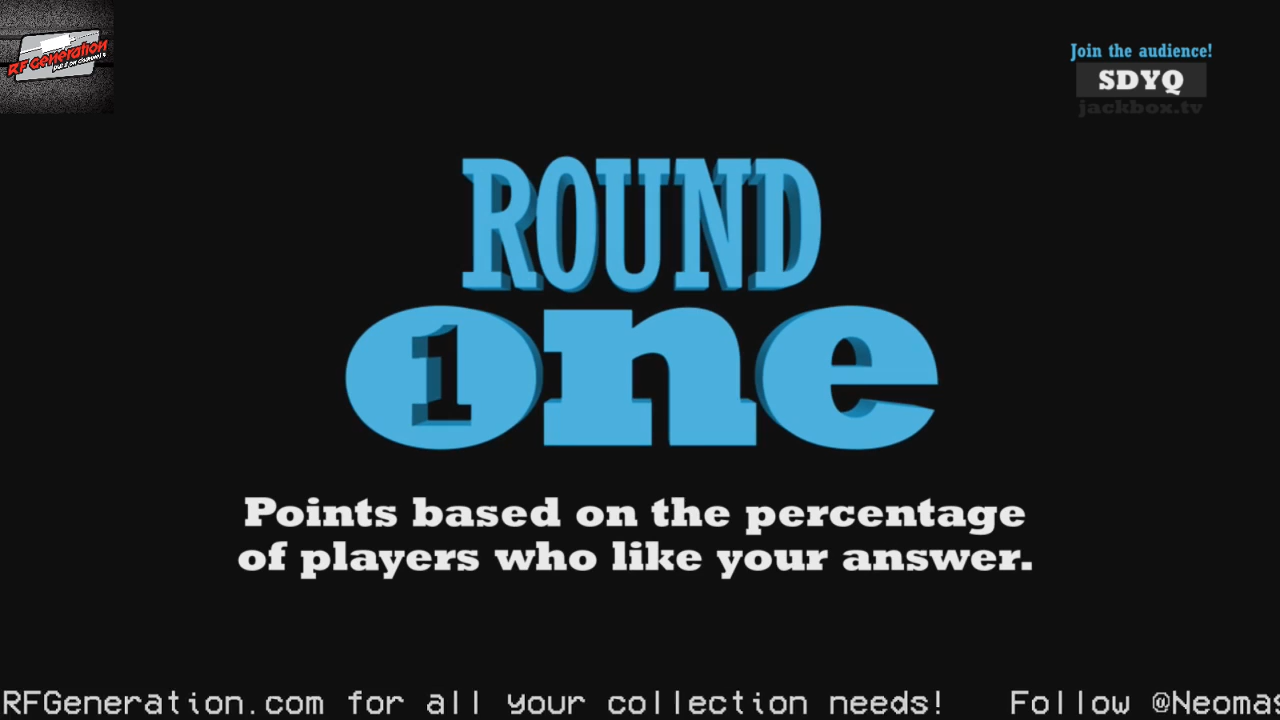 RF Generation
Join the audience!
SDYQ
jackbox.tv
ROUND
One
1
Points based on the percentage
of players who like your answer.
RFGeneration.com for all your collection needs! Follow @Neomas